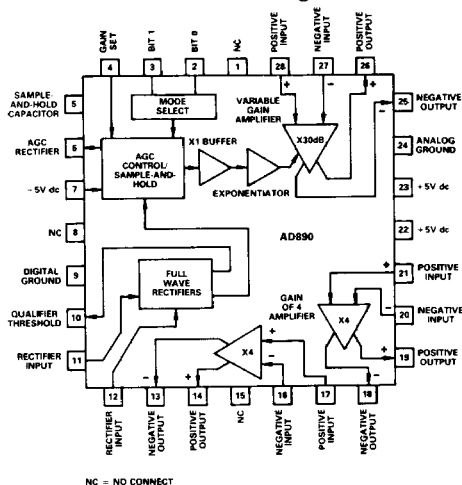 GAIN SET
BIT 1
BIT 0
NC
POSITIVE INPUT
NEGATIVE INPUT
POSITIVE OUTPUT
4
3
2
1
28
27
26
+
-
+
SAMPLE-
AND-HOLD
CAPACITOR
5
MODE
SELECT
VARIABLE
GAIN
AMPLIFIER
25
NEGATIVE
OUTPUT
-
AGC
RECTIFIER
6
AGC
CONTROL/
SAMPLE-AND-
HOLD
X1 BUFFER
X30dB
24
ANALOG
GROUND
-5V dc
7
EXPONENTIATOR
23
+5V dc
NC
8
AD890
22
+5V dc
DIGITAL
GROUND
9
FULL
WAVE
RECTIFIERS
+
21
POSITIVE
INPUT
QUALIFIER
THRESHOLD
10
GAIN OF 4
AMPLIFIER
-
20
NEGATIVE
INPUT
RECTIFIER
INPUT
11
X4
+
-
X4
+
19
POSITIVE
OUTPUT
-
+
-
12
13
14
15
16
17
18
RECTIFIER INPUT
NEGATIVE OUTPUT
POSITIVE OUTPUT
NC
NEGATIVE INPUT
POSITIVE INPUT
NEGATIVE OUTPUT
NC = NO CONNECT